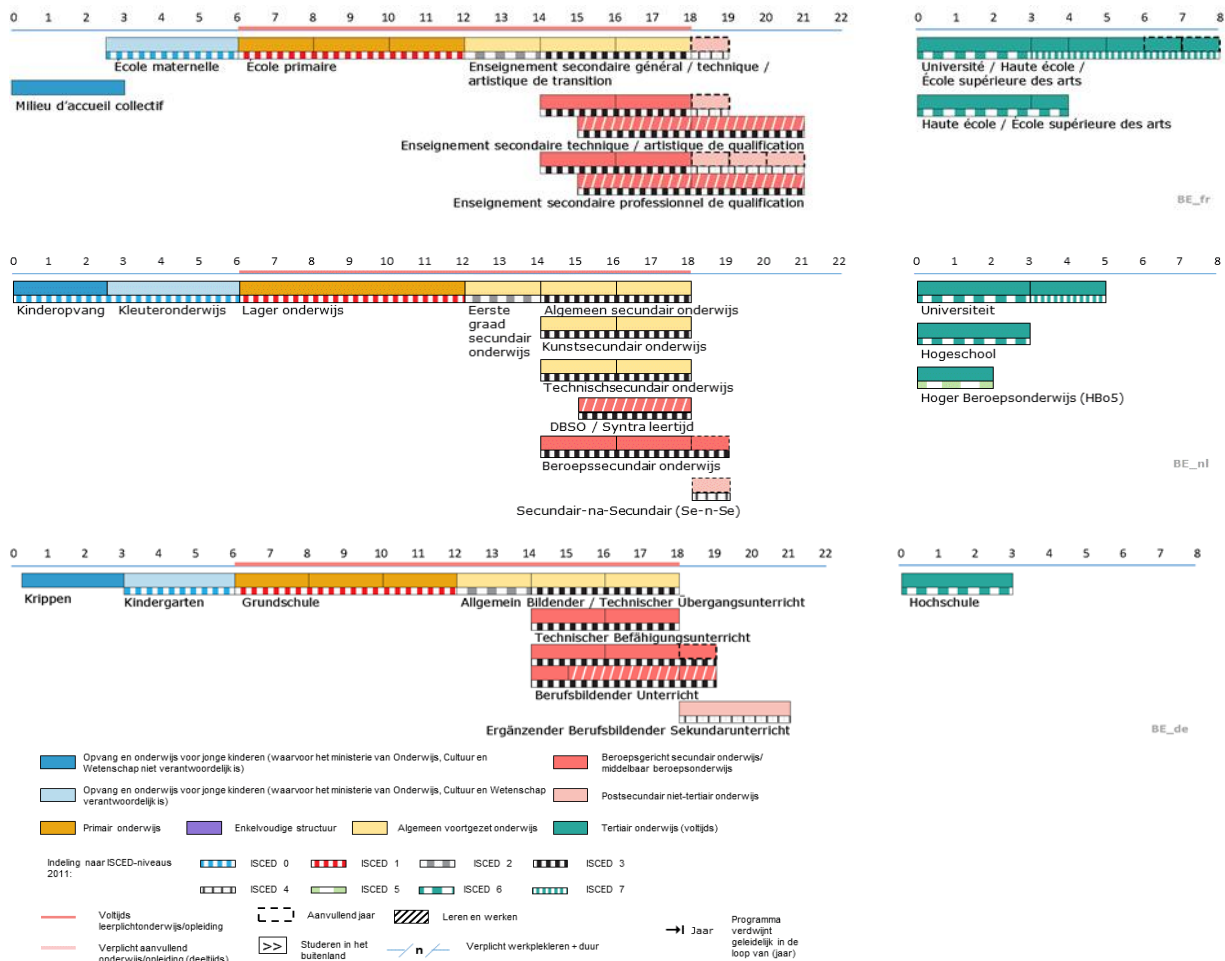 0 1 2 3 4 5 6 7 8 9 10 11 12 13 14 15 16 17 18 19 20 21 22
0 1 2 3 4 5 6 7 8
École maternelle
École primaire
Enseignement secondaire général / technique /
artistique de transition
Milieu d'accueil collectif
Université / Haute école /
École supérieure des arts
Haute école / École supérieure des arts
Enseignement secondaire technique / artistique de qualification
Enseignement secondaire professionnel de qualification
BE_fr
0 1 2 3 4 5 6 7 8 9 10 11 12 13 14 15 16 17 18 19 20 21 22
0 1 2 3 4 5 6 7 8
Kinderopvang
Kleuteronderwijs
Lager onderwijs
Eerste
graad
secundair
onderwijs
Algemeen secundair onderwijs
Kunstsecundair onderwijs
Technischsecundair onderwijs
DBSO / Syntra leertijd
Beroepssecundair onderwijs
Secundair-na-Secundair (Se-n-Se)
Universiteit
Hogeschool
Hoger Beroepsonderwijs (HBo5)
BE_nl
0 1 2 3 4 5 6 7 8 9 10 11 12 13 14 15 16 17 18 19 20 21 22
0 1 2 3 4 5 6 7 8
Krippen
Kindergarten
Grundschule
Allgemein Bildender / Technischer Übergangsunterricht
Technischer Befähigungsunterricht
Berufsbildender Unterricht
Ergänzender Berufsbildender Sekundarunterricht
Hochschule
BE_de
Opvang en onderwijs voor jonge kinderen (waarvoor het ministerie van Onderwijs, Cultuur en
Wetenschap niet verantwoordelijk is)
Beroepsgericht secundair onderwijs/
middelbaar beroepsonderwijs
Opvang en onderwijs voor jonge kinderen (waarvoor het ministerie van Onderwijs, Cultuur en Wetenschap
verantwoordelijk is)
Postsecundair niet-tertiair onderwijs
Primair onderwijs
Enkelvoudige structuur
Algemeen voortgezet onderwijs
Tertiair onderwijs (voltijds)
Indeling naar ISCED-niveaus
2011:
ISCED 0
ISCED 1
ISCED 2
ISCED 3
ISCED 4
ISCED 5
ISCED 6
ISCED 7
Voltijds
leerplichtonderwijs/opleiding
Aanvullend jaar
Leren en werken
Jaar
Programma
verdwijnt
geleidelijk in de
loop van (jaar)
Verplicht aanvullend
onderwijs/opleiding (deeltijds)
>>
Studeren in het
buitenland
n
Verplicht werkplekleren + duur